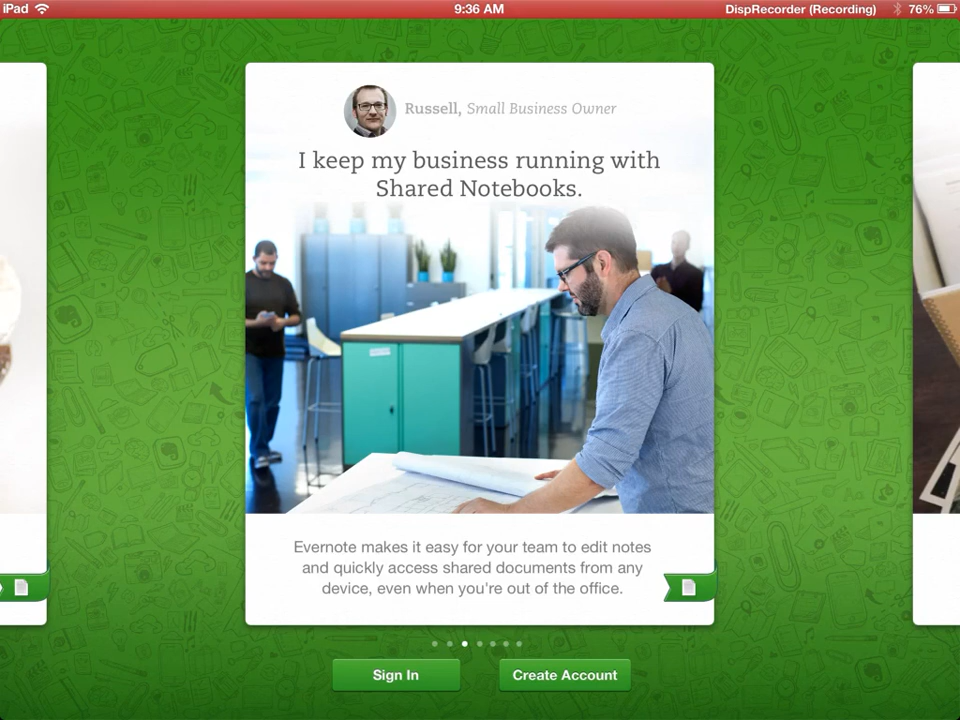 iPad 9:36 AM DispRecorder (Recording) 76%
Russell, Small Business Owner
I keep my business running with
Shared Notebooks.
Evernote makes it easy for your team to edit notes
and quickly access shared documents from any
device, even when you're out of the office.
Sign In Create Account